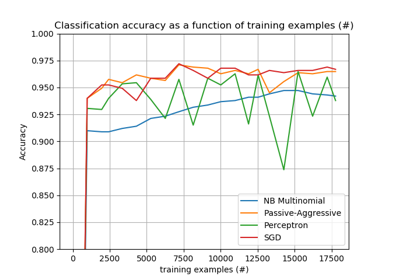 Classification accuracy as a function of training examples (#)
1.000
0.975
0.950
0.925
0.900
0.875
0.850
0.825
0.800
Accuracy
NB Multinomial
Passive-Aggressive
Perceptron
SGD
0 2500 5000 7500 10000 12500 15000 17500
training examples (#)